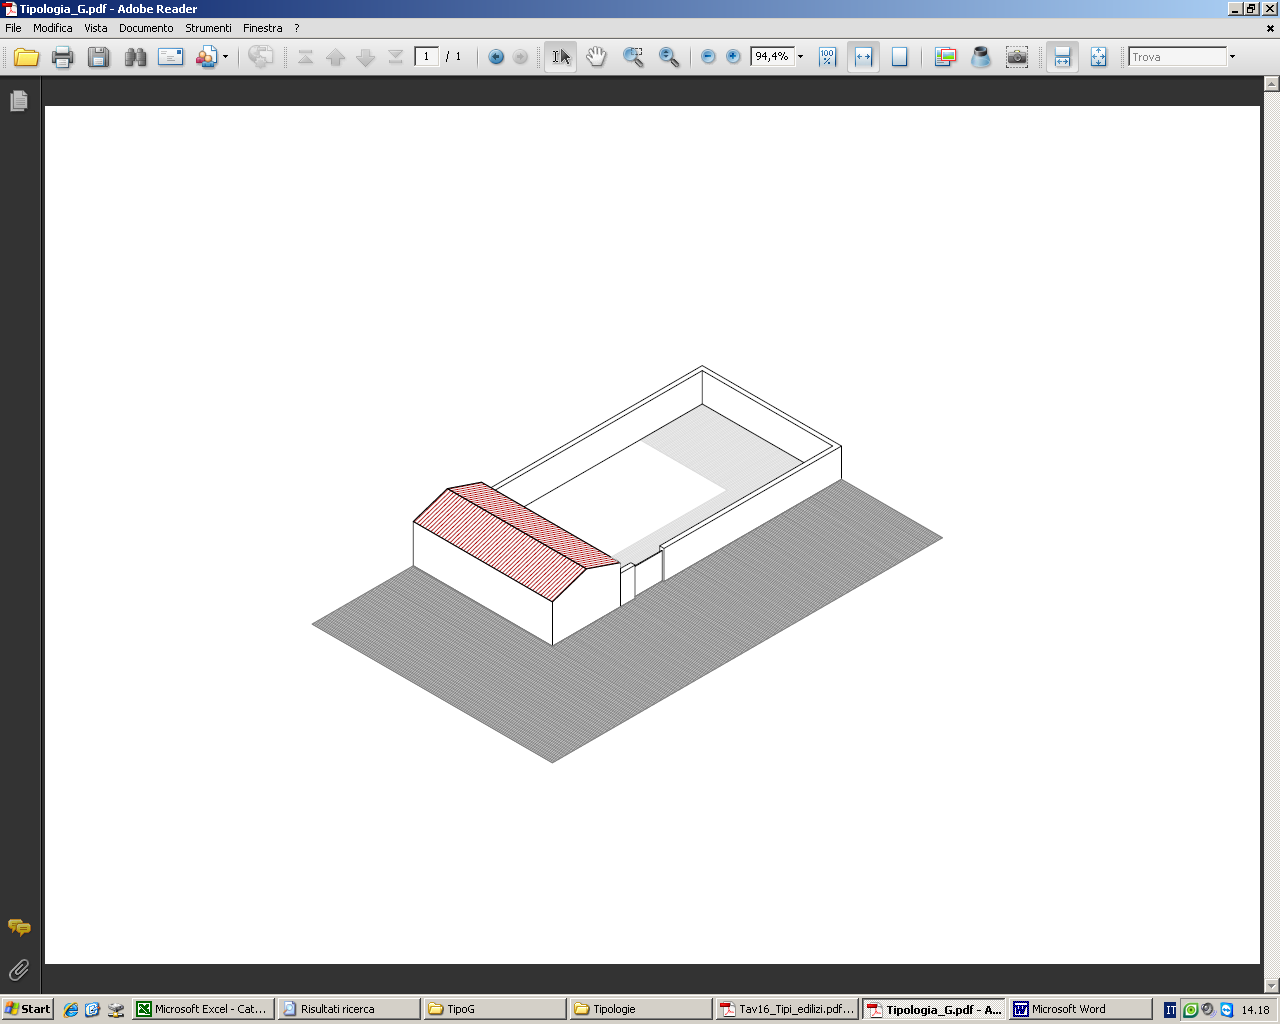 Tipologia_G.pdf - Adobe Reader
File Modifica Vista Documento Strumenti Finestra ?
1 / 1 94,4% 100% Trova
Start Microsoft Excel - Cat... Risultati ricerca TipoG Tipologie Tav16_Tipi_edilizi.pdf... Tipologia_G.pdf - A... Microsoft Word IT 14.18